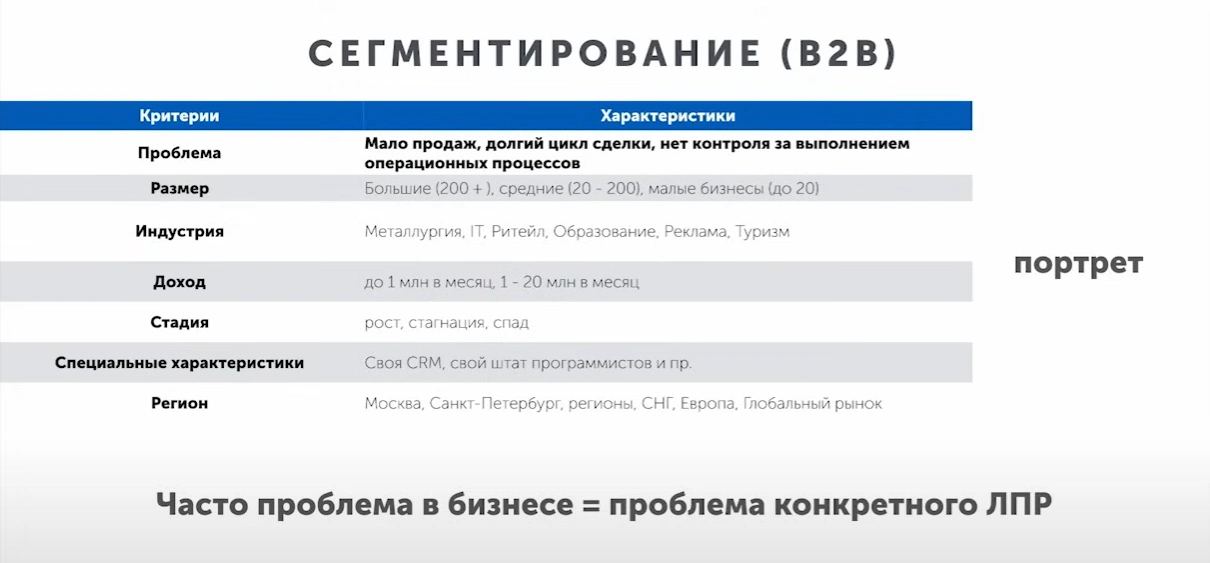 СЕГМЕНТИРОВАНИЕ (B2B)
Критерии Характеристики
Проблема Мало продаж, долгий цикл сделки, нет контроля за выполнением
операционных процессов
Размер Большие (200 + ), средние (20 - 200), малые бизнесы (до 20)
Индустрия Металлургия, IT, Ритейл, Образование, Реклама, Туризм
портрет
Доход до 1 млн в месяц, 1 - 20 млн в месяц
Стадия рост, стагнация, спад
Специальные характеристики Своя CRM, свой штат программистов и пр.
Регион Москва, Санкт-Петербург, регионы, СНГ, Европа, Глобальный рынок
Часто проблема в бизнесе = проблема конкретного ЛПР